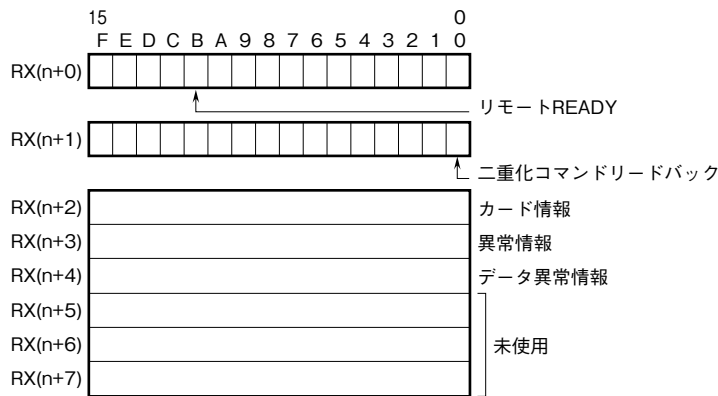 15 0
F E D C B A 9 8 7 6 5 4 3 2 1 0
RX(n+0)
リモートREADY
RX(n+1)
二重化コマンドリードバック
RX(n+2) カード情報
RX(n+3) 異常情報
RX(n+4) データ異常情報
RX(n+5)
RX(n+6) 未使用
RX(n+7)